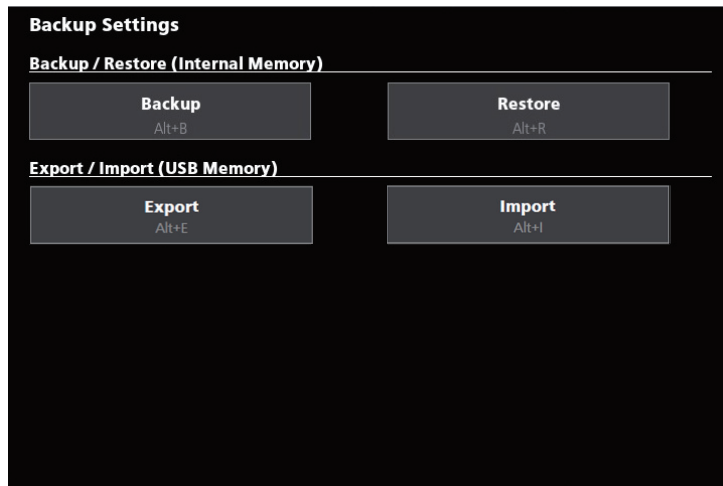 Backup Settings
Backup / Restore (Internal Memory)
Backup
Alt+B
Restore
Alt+R
Export / Import (USB Memory)
Export
Alt+E
Import
Alt+I